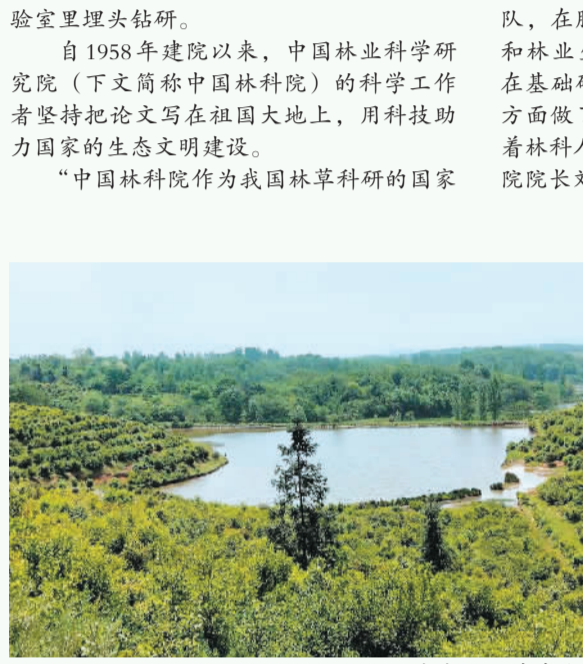 验室里埋头钻研。
自1958年建院以来，中国林业科学研
究院（下文简称中国林科院）的科学工作
者坚持把论文写在祖国大地上，用科技助
力国家的生态文明建设。
“中国林科院作为我国林草科研的国家
队，在
和林业
在基础
方面做
着林科人
院院长